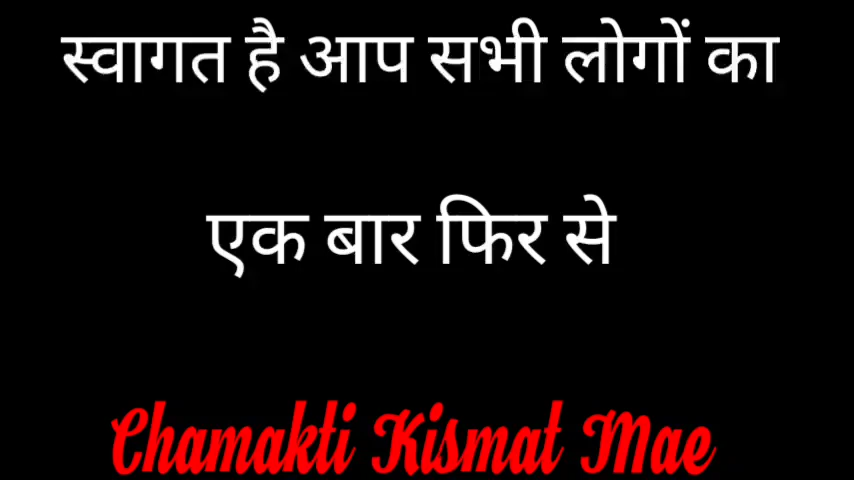 स्वागत है आप सभी लोगों का
एक बार फिर से
Chamakti Kismat Mae